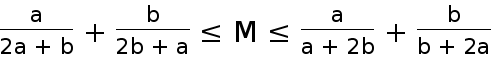 a/(2a + b) + b/(2b + a) ≤ M ≤ a/(a + 2b) + b/(b + 2a)